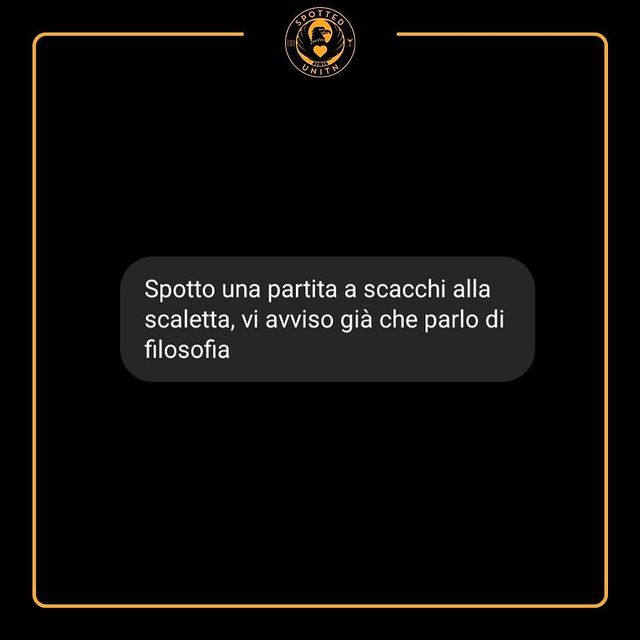 SPOTTED
UNITN
Spotto una partita a scacchi alla
scaletta, vi avviso già che parlo di
filosofia